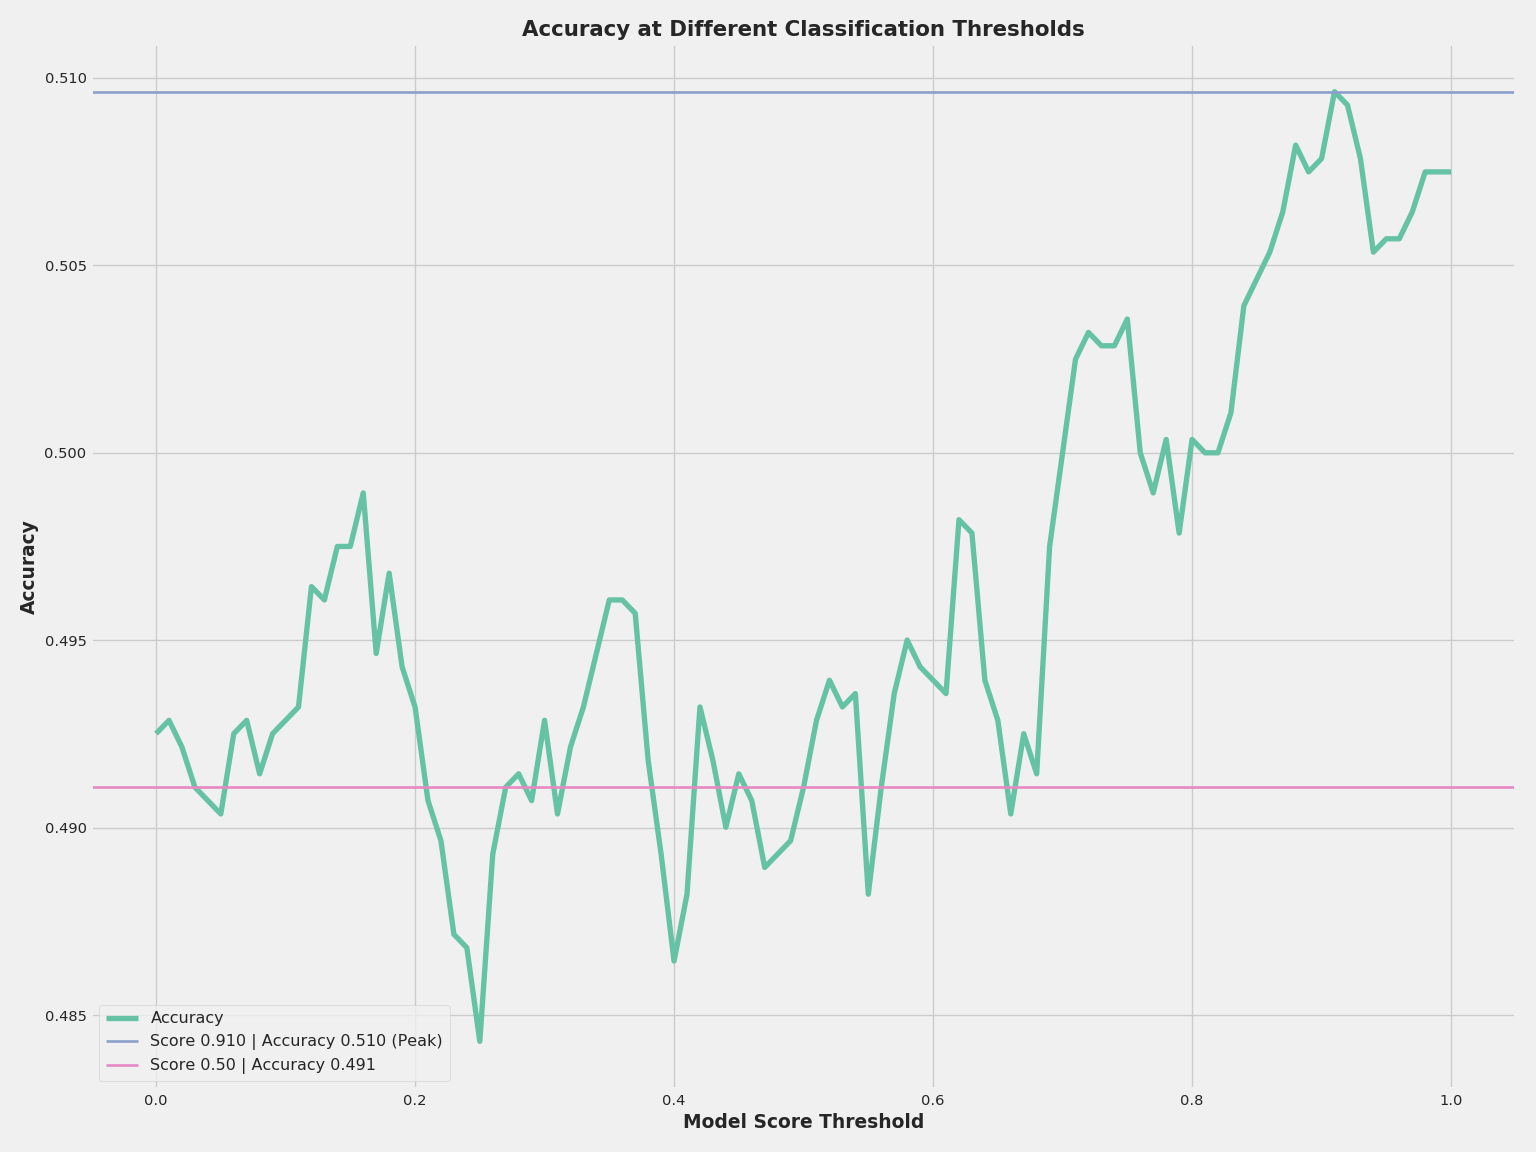 Accuracy at Different Classification Thresholds
0.510
0.505
0.500
0.495
0.490
0.485
Accuracy
Accuracy
Score 0.910 | Accuracy 0.510 (Peak)
Score 0.50 | Accuracy 0.491
0.0 0.2 0.4 0.6 0.8 1.0
Model Score Threshold